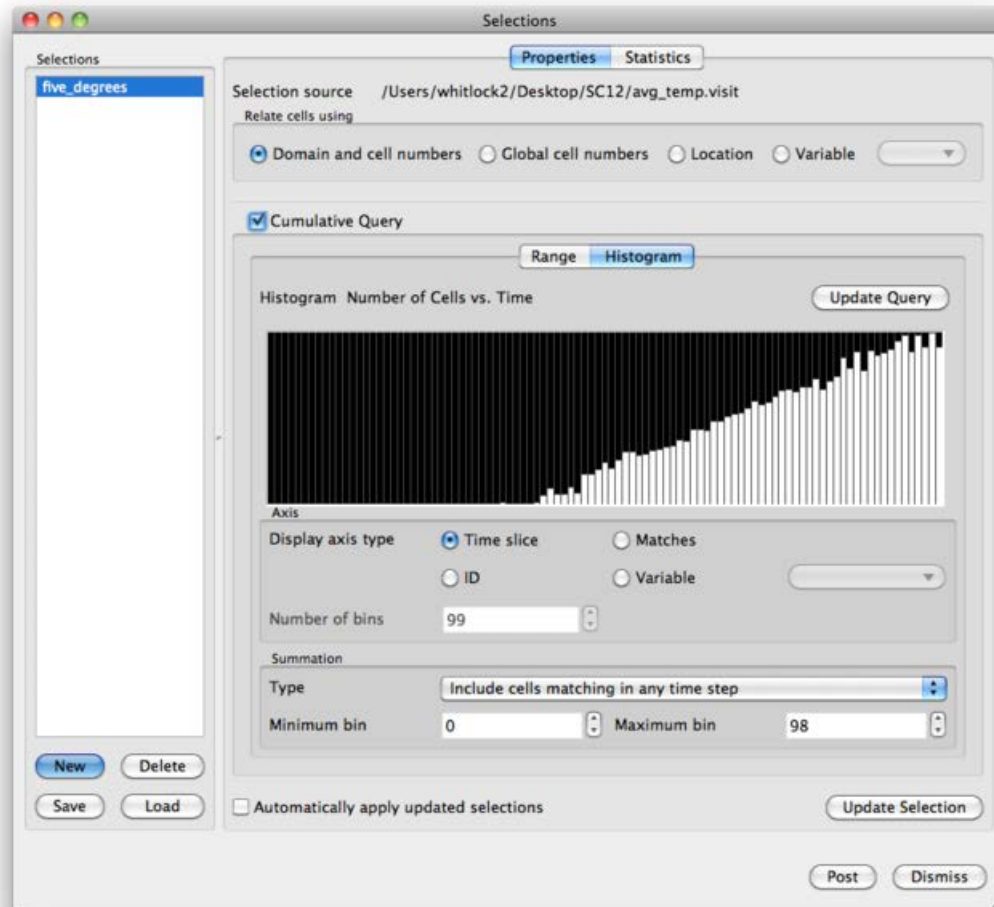 Selections
Selections
five_degrees
New Delete
Save Load
Properties Statistics
Selection source /Users/whitlock2/Desktop/SC12/avg_temp.visit
Relate cells using
Domain and cell numbers Global cell numbers Location Variable
Cumulative Query
Range Histogram
Histogram Number of Cells vs. Time Update Query
Axis
Display axis type Time slice Matches
ID Variable
Number of bins 99
Summation
Type Include cells matching in any time step
Minimum bin 0 Maximum bin 98
Automatically apply updated selections Update Selection
Post Dismiss